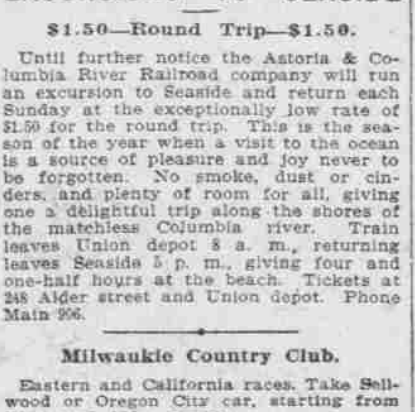 $1.50—Round Trip—$1.50.
Until further notice the Astoria & Co-
lumbia River Railroad company will run
an excursion to Seaside and return each
Sunday at the exceptionally low rate of
$1.50 for the round trip. This is the sea-
son of the year when a visit to the ocean
is a source of pleasure and joy never to
be forgotten. No smoke, dust or cin-
ders, and plenty of room for all, giving
one a delightful trip along the shores of
the matchless Columbia river. Train
leaves Union depot 8 a. m., returning
leaves Seaside 5 p. m., giving four and
one-half hours at the beach. Tickets at
248 Alder street and Union depot. Phone
Main 906.
Milwaukie Country Club.
Eastern and California races. Take Sell-
wood or Oregon City car, starting from